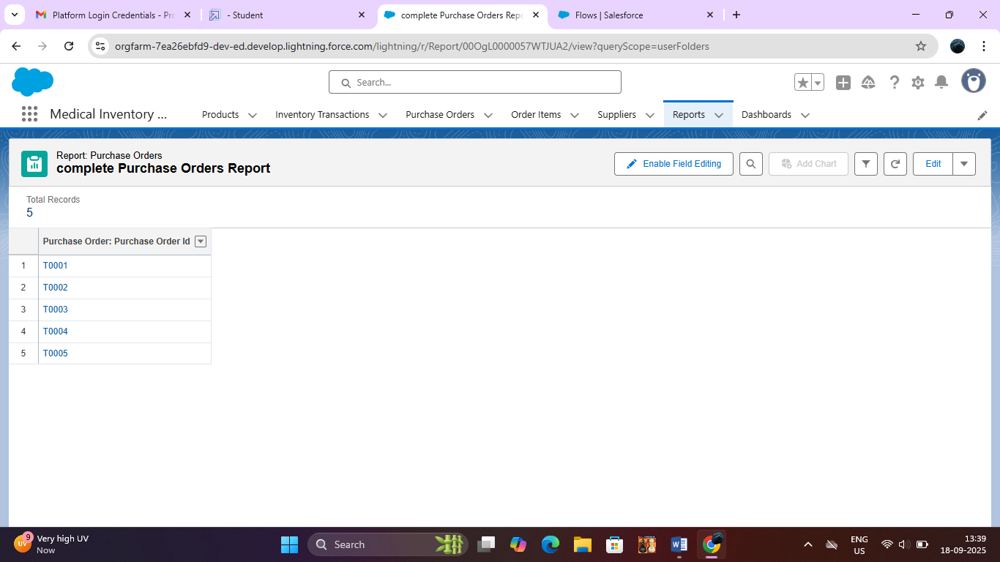 Platform Login Credentials - Pro
- Student
complete Purchase Orders Repo
Flows | Salesforce
orgfarm-7ea26ebfd9-dev-ed.develop.lightning.force.com/lightning/r/Report/00OgL0000057WTJUA2/view?queryScope=userFolders
Search...
Medical Inventory ...
Products
Inventory Transactions
Purchase Orders
Order Items
Suppliers
Reports
Dashboards
Report: Purchase Orders
complete Purchase Orders Report
Enable Field Editing
Add Chart
Edit
Total Records
5
Purchase Order: Purchase Order Id
1 T0001
2 T0002
3 T0003
4 T0004
5 T0005
9
UV
Very high UV
Now
Search
ENG
US
13:39
18-09-2025